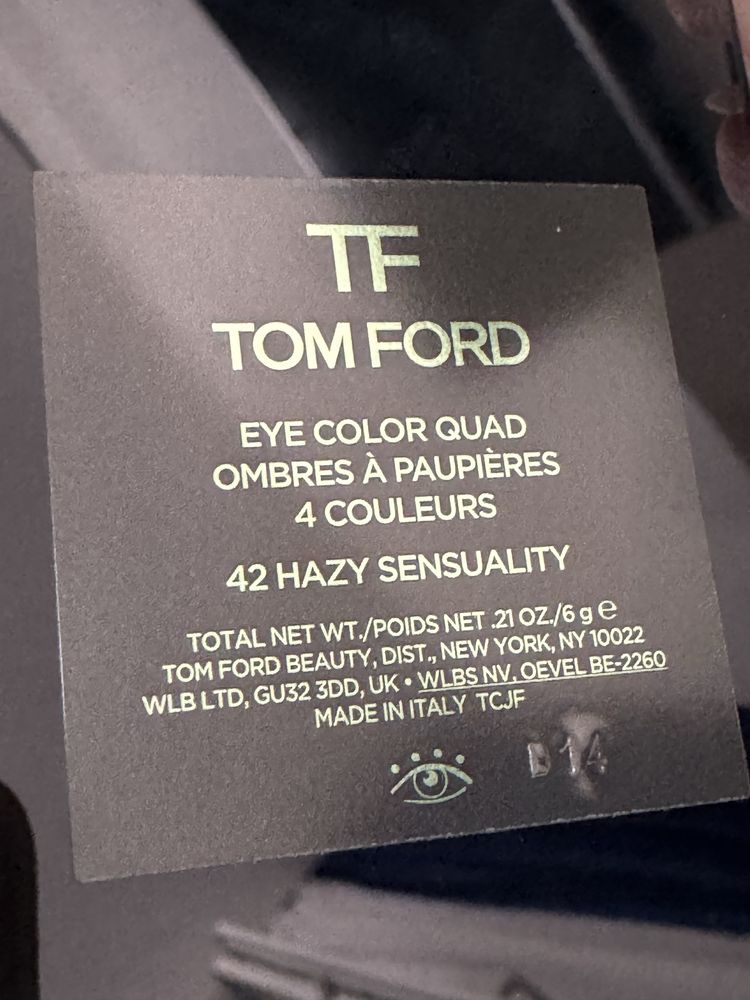 TF
TOM FORD
EYE COLOR QUAD
OMBRES À PAUPIÈRES
4 COULEURS
42 HAZY SENSUALITY
TOTAL NET WT./POIDS NET .21 OZ./6 g ℮
TOM FORD BEAUTY, DIST., NEW YORK, NY 10022
WLB LTD, GU32 3DD, UK • WLBS NV, OEVEL BE-2260
MADE IN ITALY TCJF
14